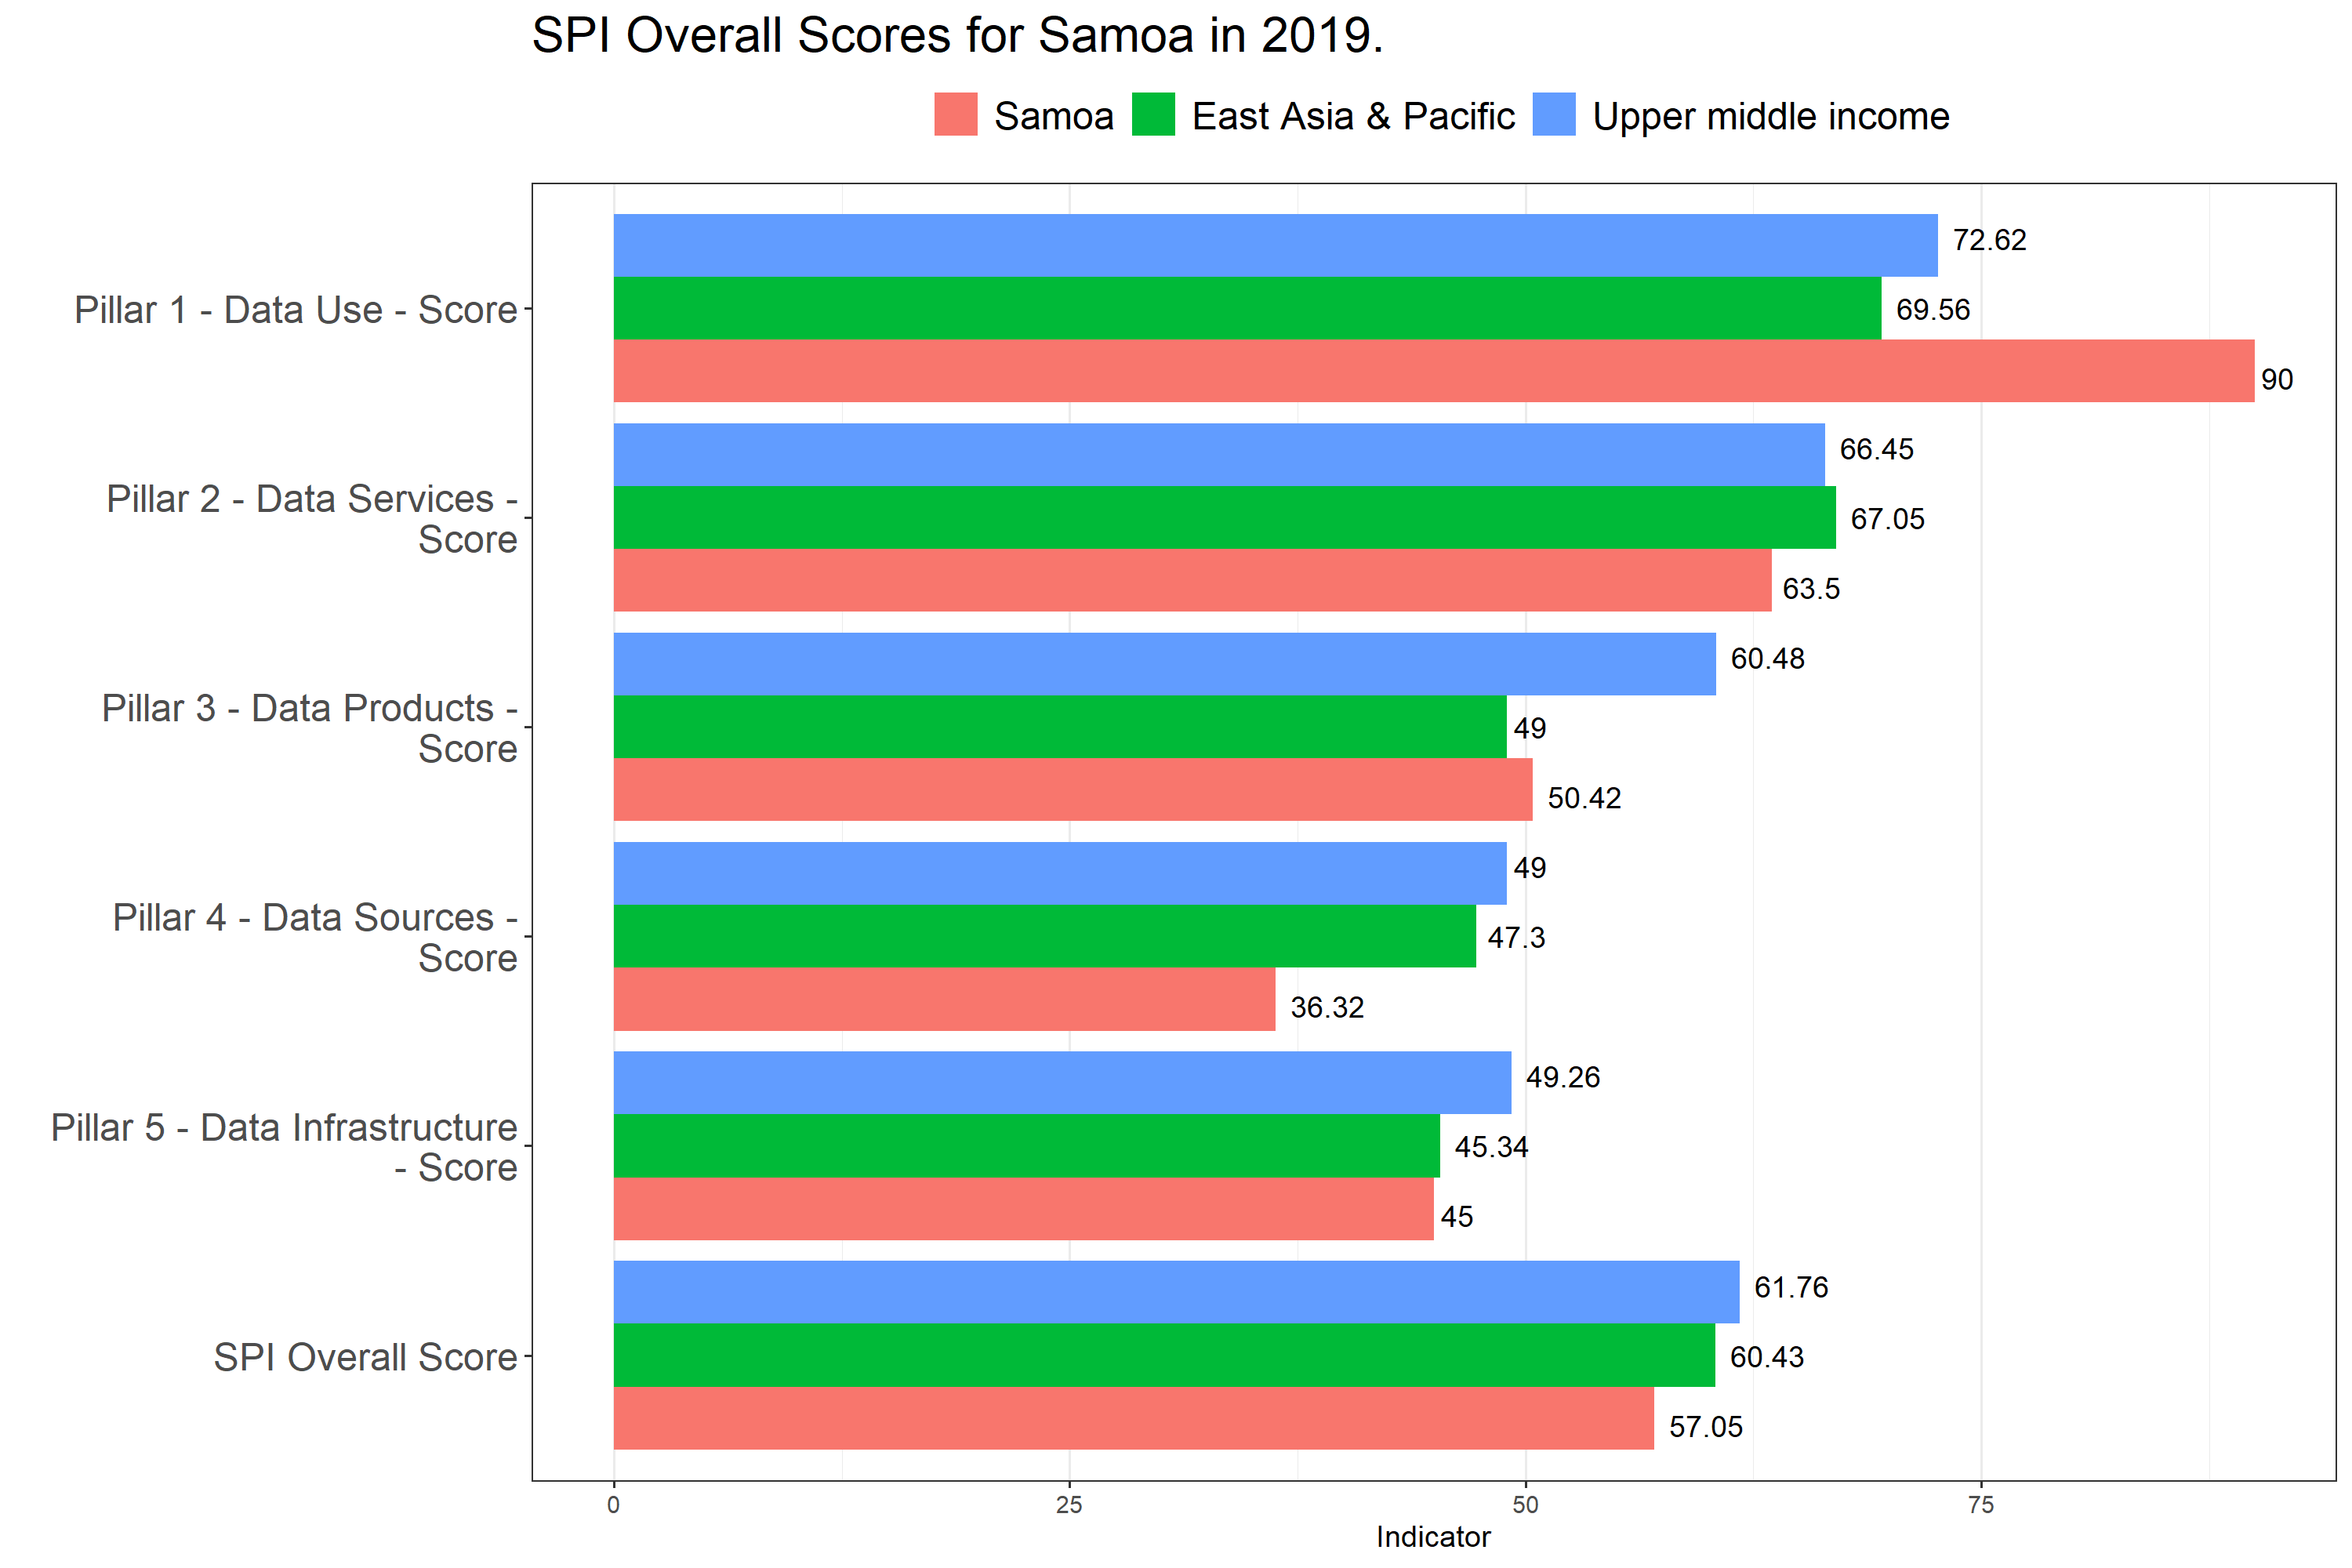 SPI Overall Scores for Samoa in 2019.
Samoa East Asia & Pacific Upper middle income
Pillar 1 - Data Use - Score
72.62
69.56
90
Pillar 2 - Data Services -
Score
66.45
67.05
63.5
Pillar 3 - Data Products -
Score
60.48
49
50.42
Pillar 4 - Data Sources -
Score
49
47.3
36.32
Pillar 5 - Data Infrastructure
- Score
49.26
45.34
45
SPI Overall Score
61.76
60.43
57.05
0 25 50 75
Indicator